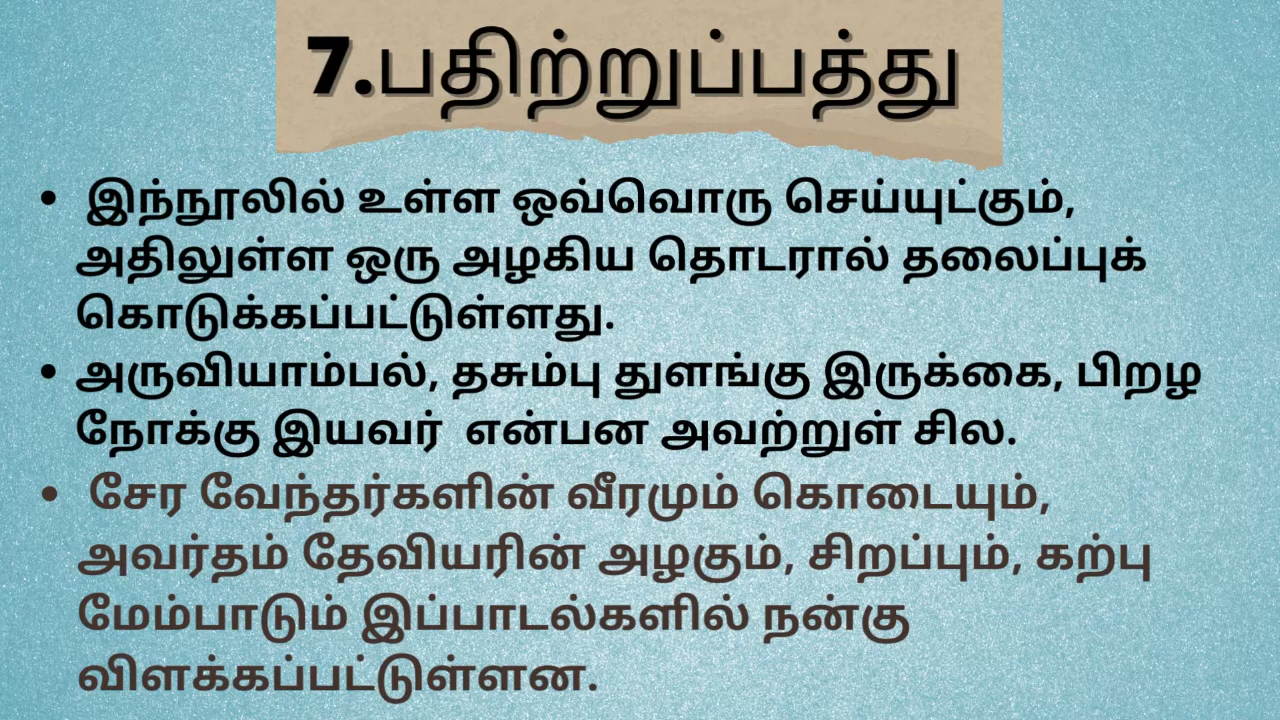 7.பதிற்றுப்பத்து
• இந்நூலில் உள்ள ஒவ்வொரு செய்யுட்கும்,
அதிலுள்ள ஒரு அழகிய தொடரால் தலைப்புக்
கொடுக்கப்பட்டுள்ளது.
• அருவியாம்பல், தசும்பு துளங்கு இருக்கை, பிறழ
நோக்கு இயவர் என்பன அவற்றுள் சில.
• சேர வேந்தர்களின் வீரமும் கொடையும்,
அவர்தம் தேவியரின் அழகும், சிறப்பும், கற்பு
மேம்பாடும் இப்பாடல்களில் நன்கு
விளக்கப்பட்டுள்ளன.